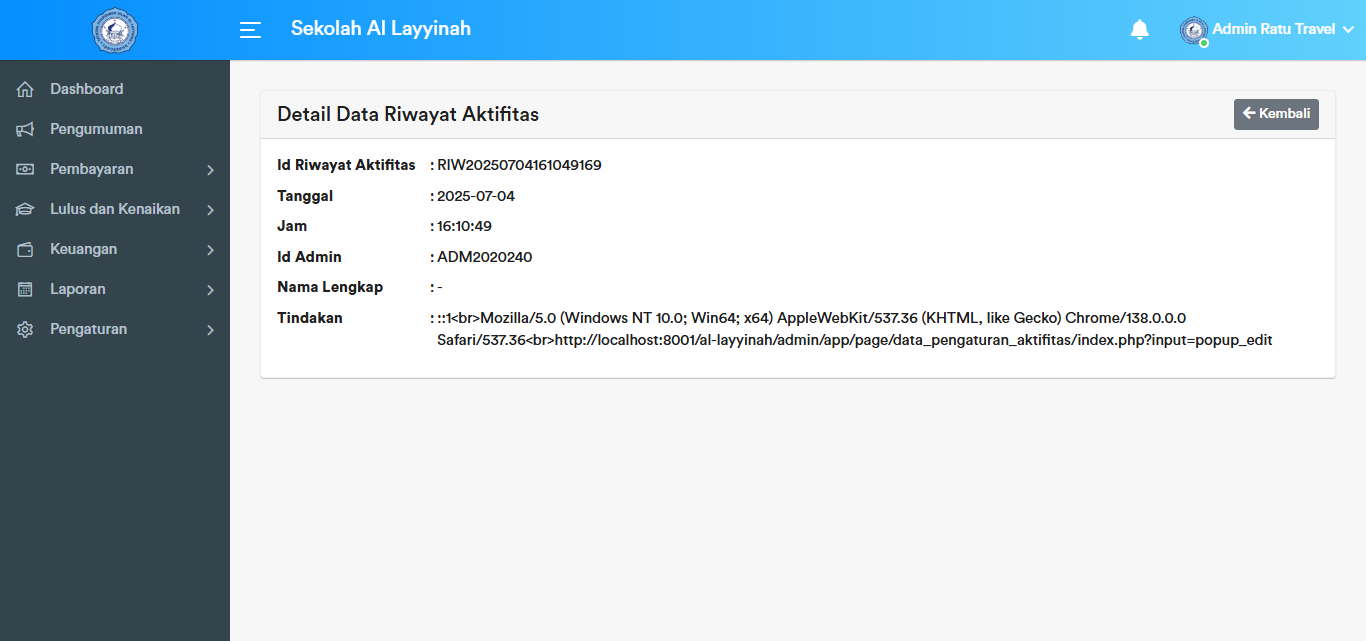 Sekolah Al Layyinah
Admin Ratu Travel
Dashboard
Pengumuman
Pembayaran
Lulus dan Kenaikan
Keuangan
Laporan
Pengaturan
Detail Data Riwayat Aktifitas
Kembali
Id Riwayat Aktifitas : RIW20250704161049169
Tanggal : 2025-07-04
Jam : 16:10:49
Id Admin : ADM2020240
Nama Lengkap : -
Tindakan : ::1<br>Mozilla/5.0 (Windows NT 10.0; Win64; x64) AppleWebKit/537.36 (KHTML, like Gecko) Chrome/138.0.0.0
Safari/537.36<br>http://localhost:8001/al-layyinah/admin/app/page/data_pengaturan_aktifitas/index.php?input=popup_edit